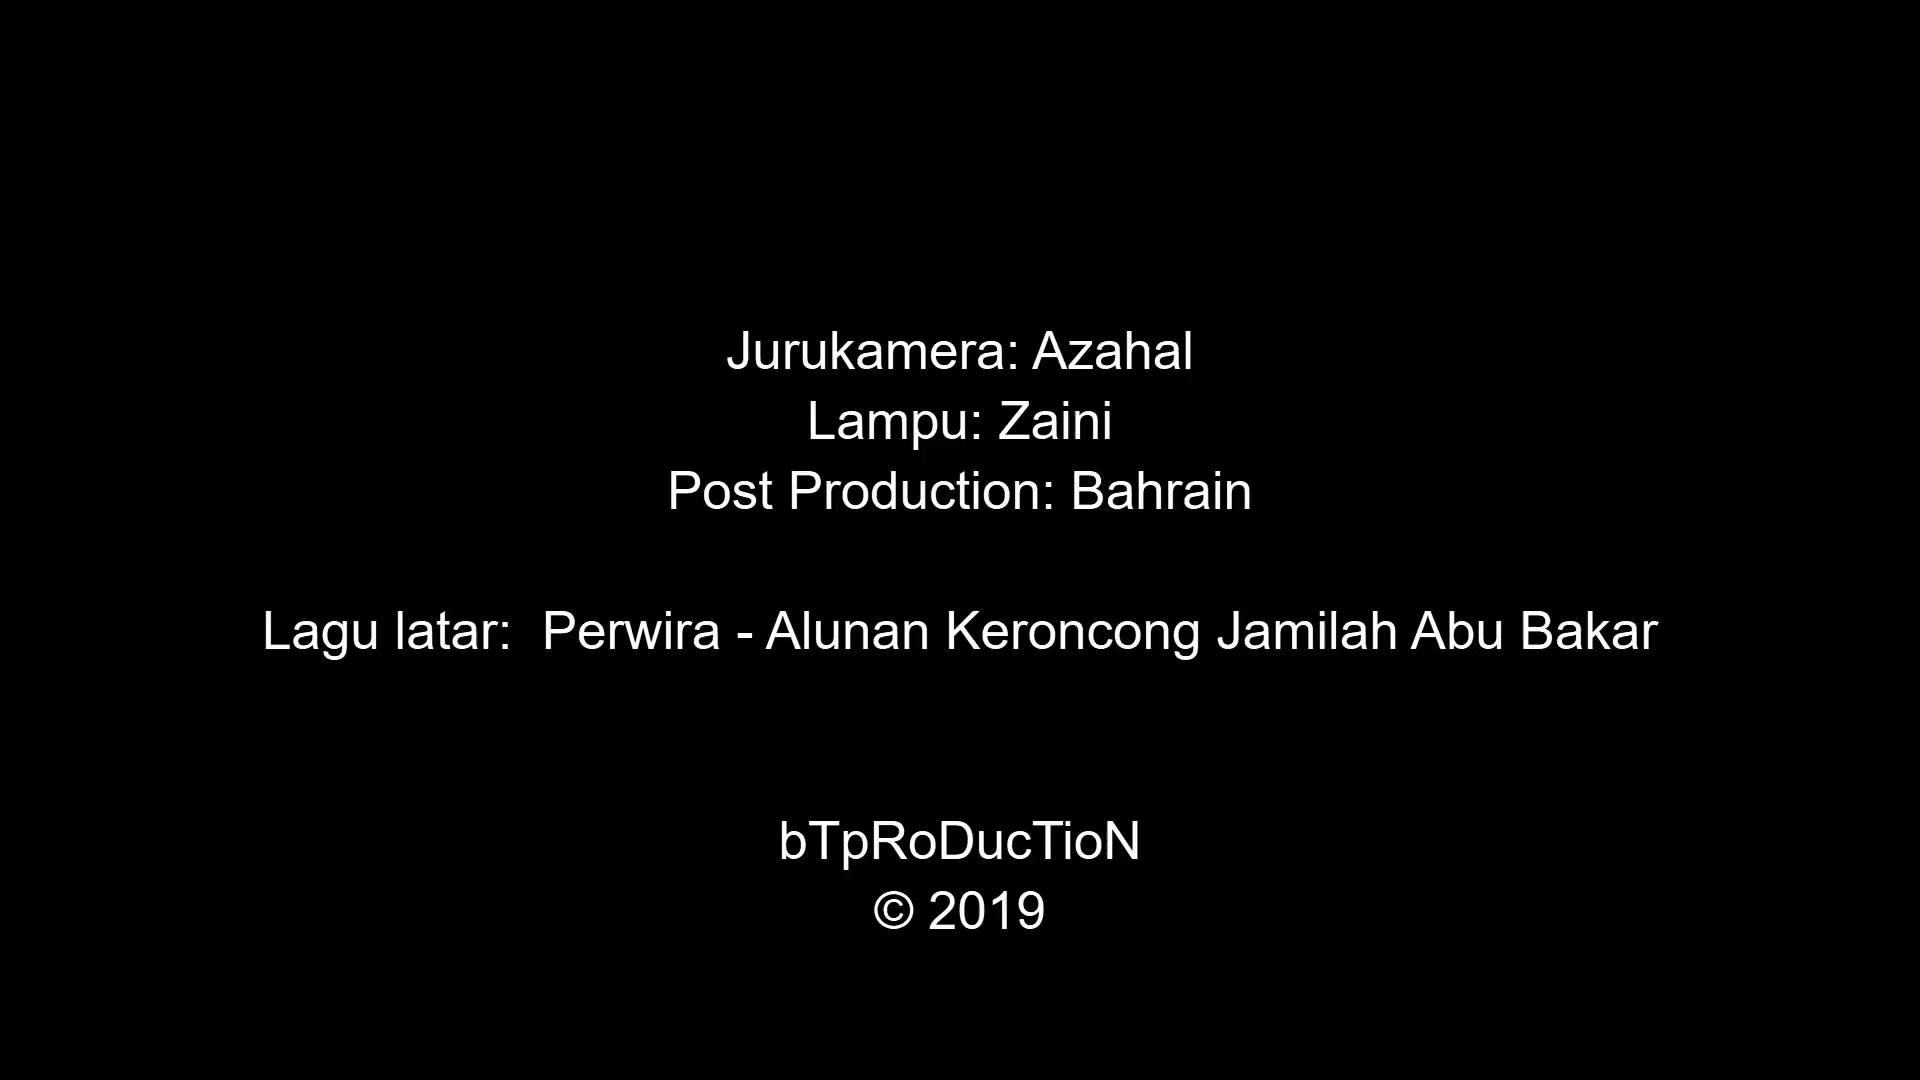 Jurukamera: Azahal
Lampu: Zaini
Post Production: Bahrain
Lagu latar:  Perwira - Alunan Keroncong Jamilah Abu Bakar
bTpRoDucTioN
© 2019